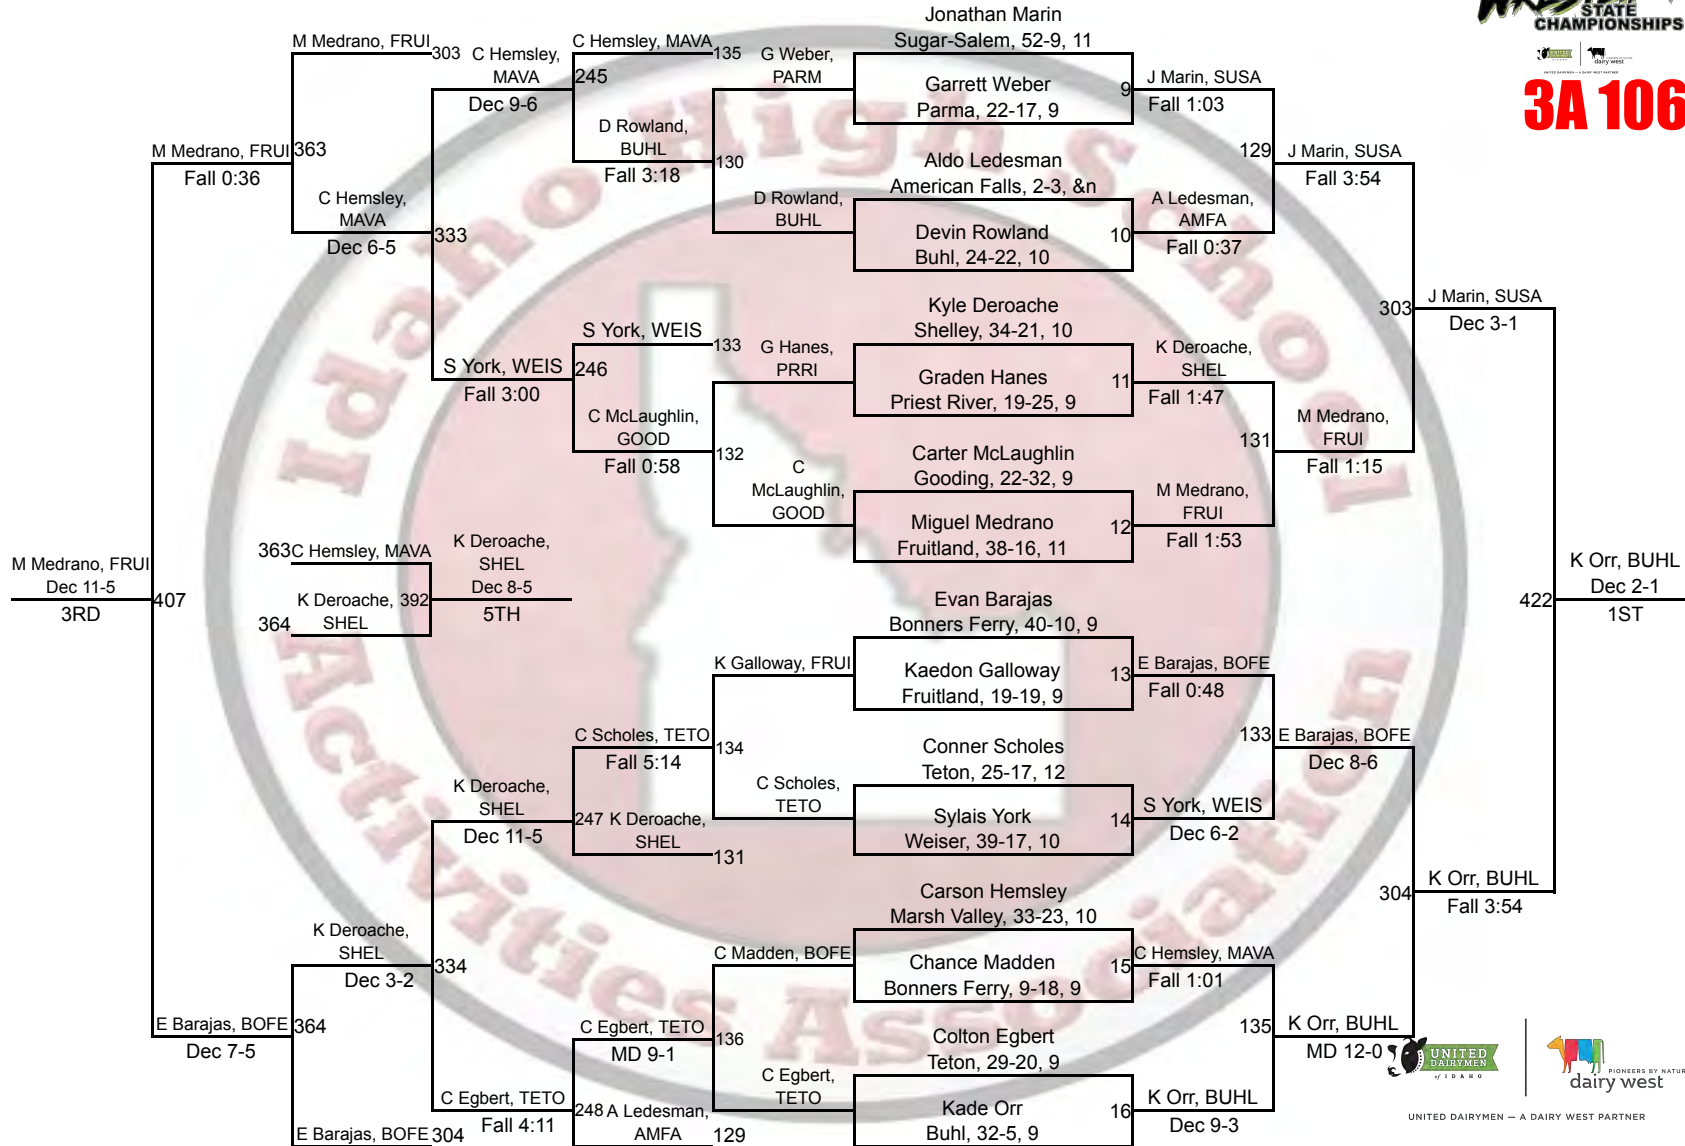 WRESTLING
STATE
CHAMPIONSHIPS
dairy west
UNITED DAIRYMEN — A DAIRY WEST PARTNER
3A 106
Idaho High School
Activities Association
Jonathan Marin
Sugar-Salem, 52-9, 11
Garrett Weber
Parma, 22-17, 9
9
Aldo Ledesman
American Falls, 2-3, &n
Devin Rowland
Buhl, 24-22, 10
10
Kyle Deroache
Shelley, 34-21, 10
Graden Hanes
Priest River, 19-25, 9
11
Carter McLaughlin
Gooding, 22-32, 9
Miguel Medrano
Fruitland, 38-16, 11
12
Evan Barajas
Bonners Ferry, 40-10, 9
Kaedon Galloway
Fruitland, 19-19, 9
13
Conner Scholes
Teton, 25-17, 12
Sylais York
Weiser, 39-17, 10
14
Carson Hemsley
Marsh Valley, 33-23, 10
Chance Madden
Bonners Ferry, 9-18, 9
15
Colton Egbert
Teton, 29-20, 9
Kade Orr
Buhl, 32-5, 9
16
J Marin, SUSA
Fall 1:03
A Ledesman,
AMFA
Fall 0:37
K Deroache,
SHEL
Fall 1:47
M Medrano,
FRUI
Fall 1:53
E Barajas, BOFE
Fall 0:48
S York, WEIS
Dec 6-2
C Hemsley, MAVA
Fall 1:01
K Orr, BUHL
Dec 9-3
129
J Marin, SUSA
Fall 3:54
131
M Medrano,
FRUI
Fall 1:15
133
E Barajas, BOFE
Dec 8-6
135
K Orr, BUHL
MD 12-0
303
J Marin, SUSA
Dec 3-1
304
K Orr, BUHL
Fall 3:54
422
K Orr, BUHL
Dec 2-1
1ST
G Weber,
PARM
D Rowland,
BUHL
G Hanes,
PRRI
C
McLaughlin,
GOOD
K Galloway, FRUI
C Scholes,
TETO
C Madden, BOFE
C Egbert,
TETO
C Hemsley, MAVA
135
D Rowland,
BUHL
Fall 3:18
130
S York, WEIS
133
C McLaughlin,
GOOD
Fall 0:58
132
C Scholes, TETO
Fall 5:14
134
K Deroache,
SHEL
131
C Egbert, TETO
MD 9-1
136
A Ledesman,
AMFA
129
C Hemsley,
MAVA
Dec 9-6
245
S York, WEIS
Fall 3:00
246
K Deroache,
SHEL
Dec 11-5
247
C Egbert, TETO
Fall 4:11
248
M Medrano, FRUI
303
C Hemsley,
MAVA
Dec 6-5
333
K Deroache,
SHEL
Dec 3-2
334
E Barajas, BOFE
304
M Medrano, FRUI
Fall 0:36
363
E Barajas, BOFE
Dec 7-5
364
363
C Hemsley, MAVA
364
K Deroache,
SHEL
392
K Deroache,
SHEL
Dec 8-5
5TH
M Medrano, FRUI
Dec 11-5
3RD
407
UNITED
DAIRYMEN
of IDAHO
PIONEERS BY NATUR
dairy west
UNITED DAIRYMEN — A DAIRY WEST PARTNER